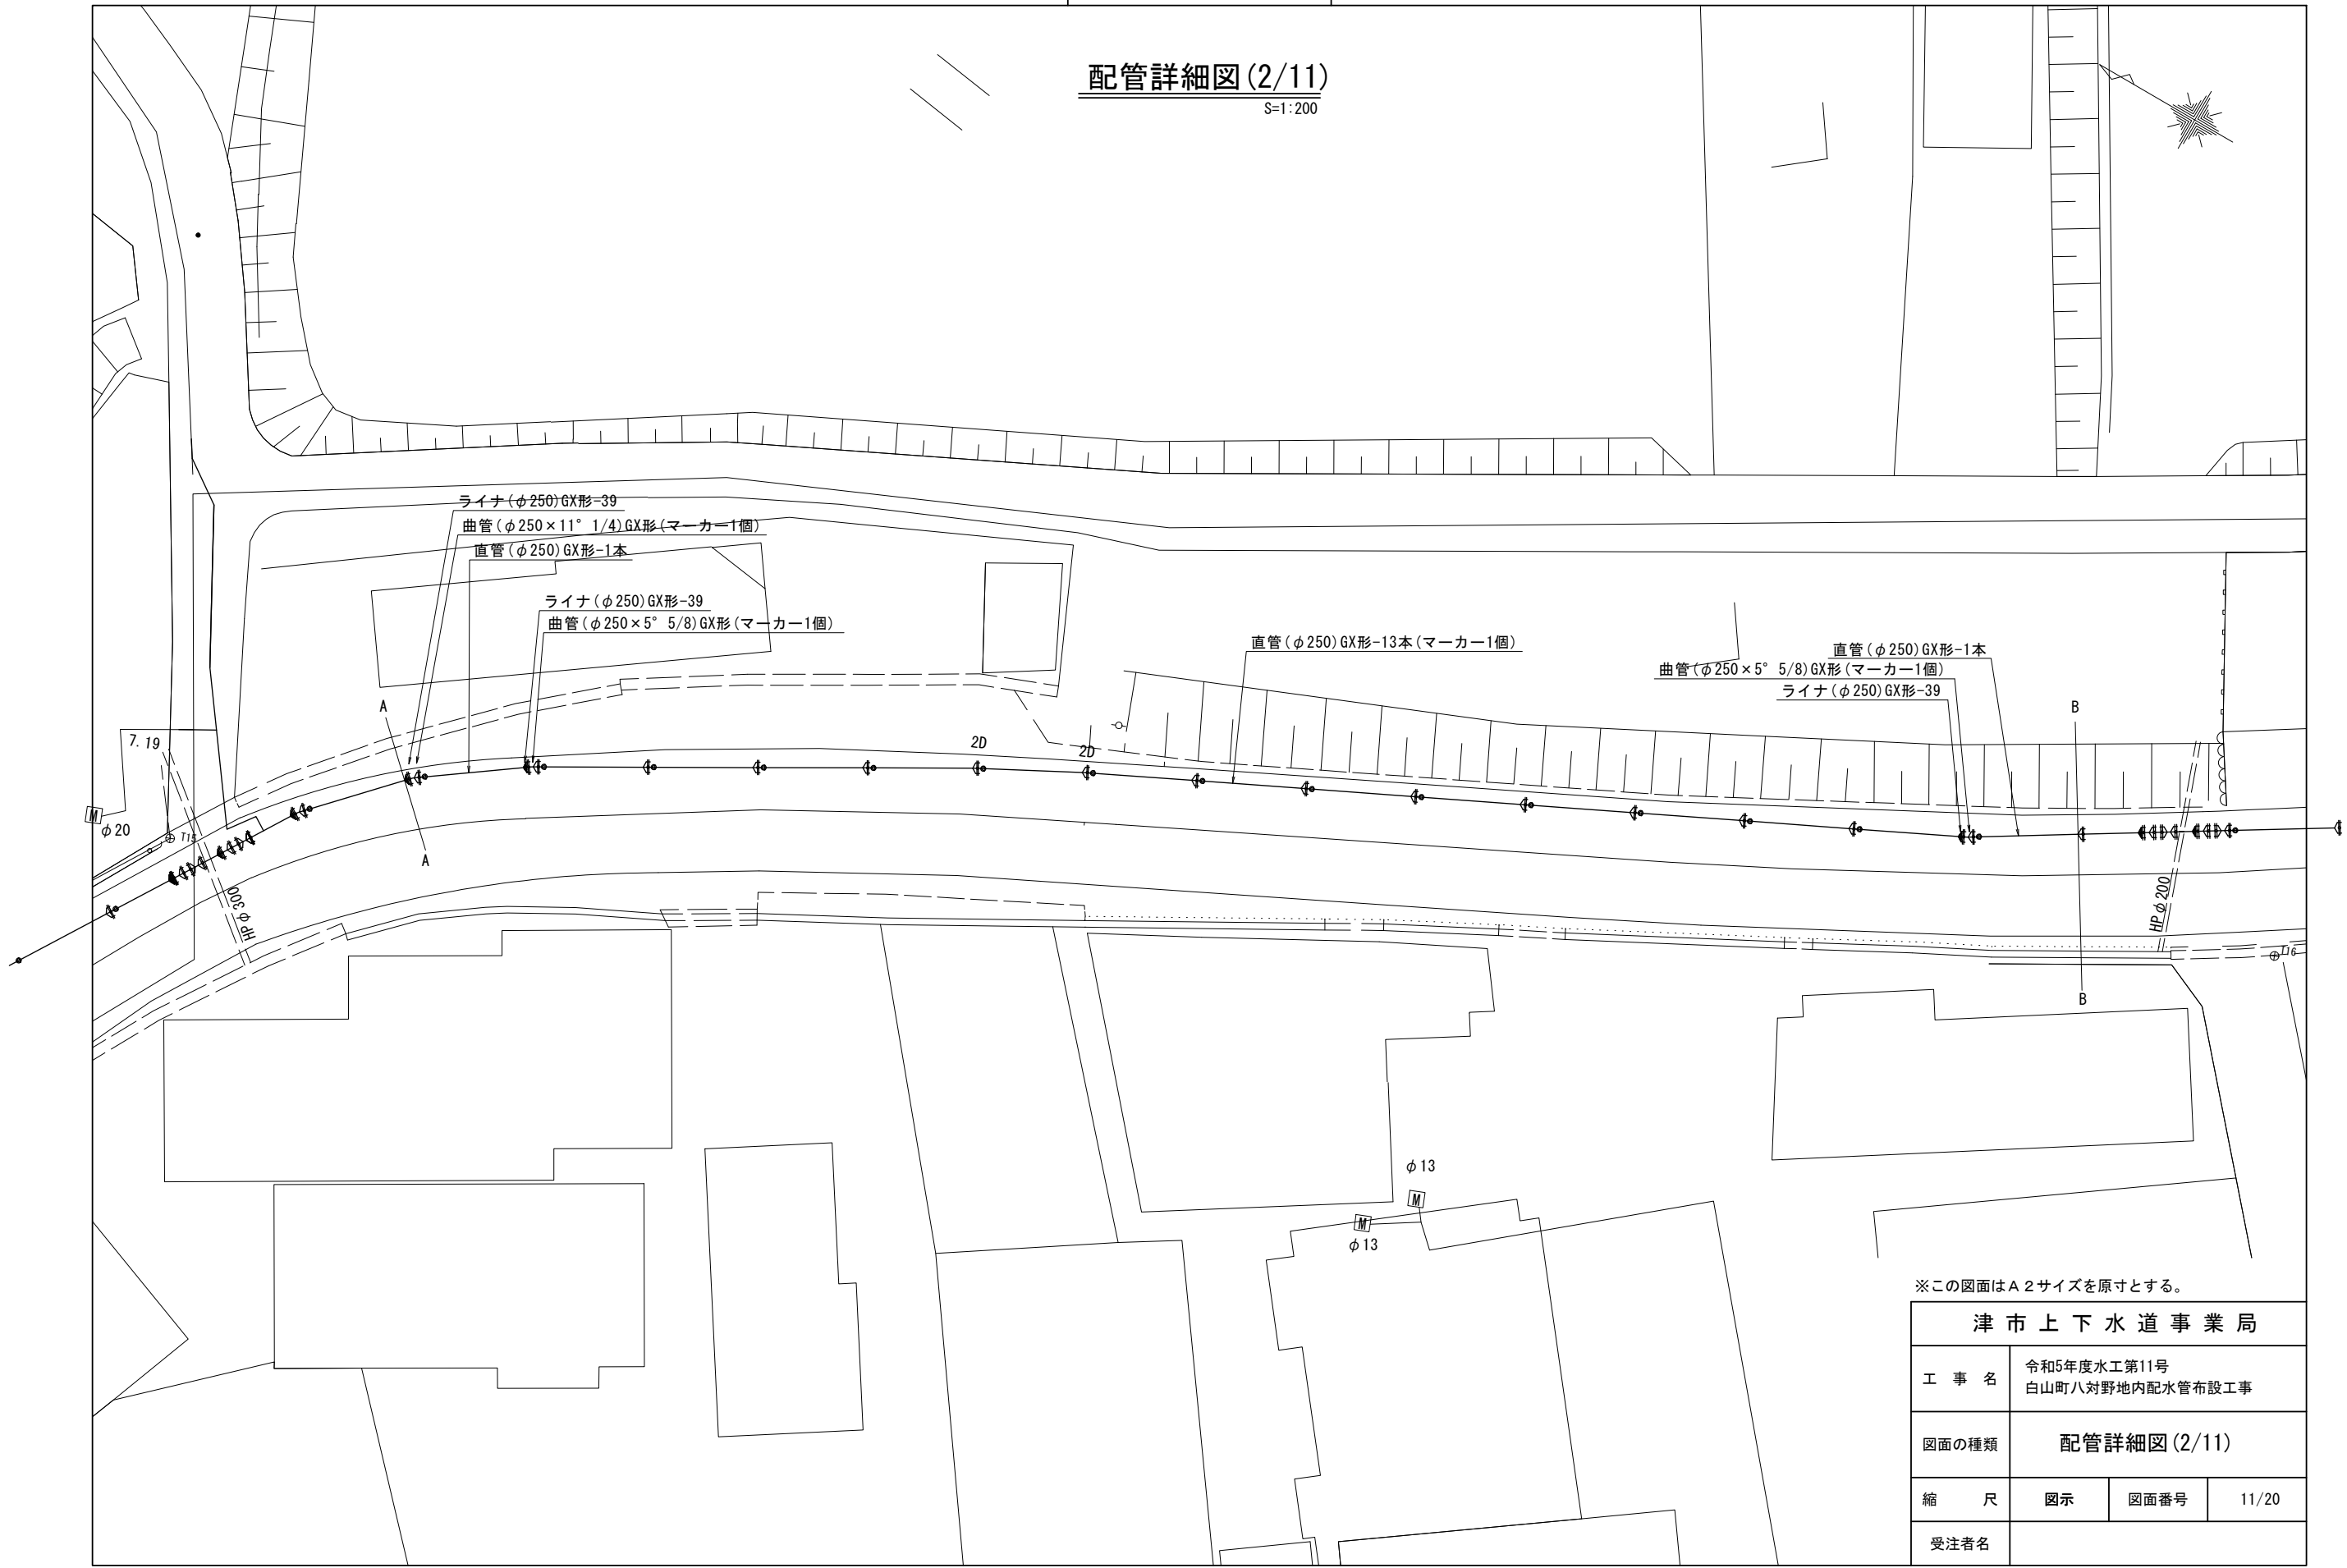 配管詳細図(2/11)
S=1:200
ライナ(φ250)GX形-39
曲管(φ250×11° 1/4)GX形(マーカー1個)
直管(φ250)GX形-1本
ライナ(φ250)GX形-39
曲管(φ250×5° 5/8)GX形(マーカー1個)
直管(φ250)GX形-13本(マーカー1個)
直管(φ250)GX形-1本
曲管(φ250×5° 5/8)GX形(マーカー1個)
ライナ(φ250)GX形-39
A
B
7.19
2D
2D
M
φ20
T15
A
HPφ300
HPφ200
T16
B
φ13
M
M
φ13
※この図面はA2サイズを原寸とする。
津市上下水道事業局
工事名
令和5年度水工第11号
白山町八対野地内配水管布設工事
図面の種類
配管詳細図(2/11)
縮尺 図示 図面番号 11/20
受注者名